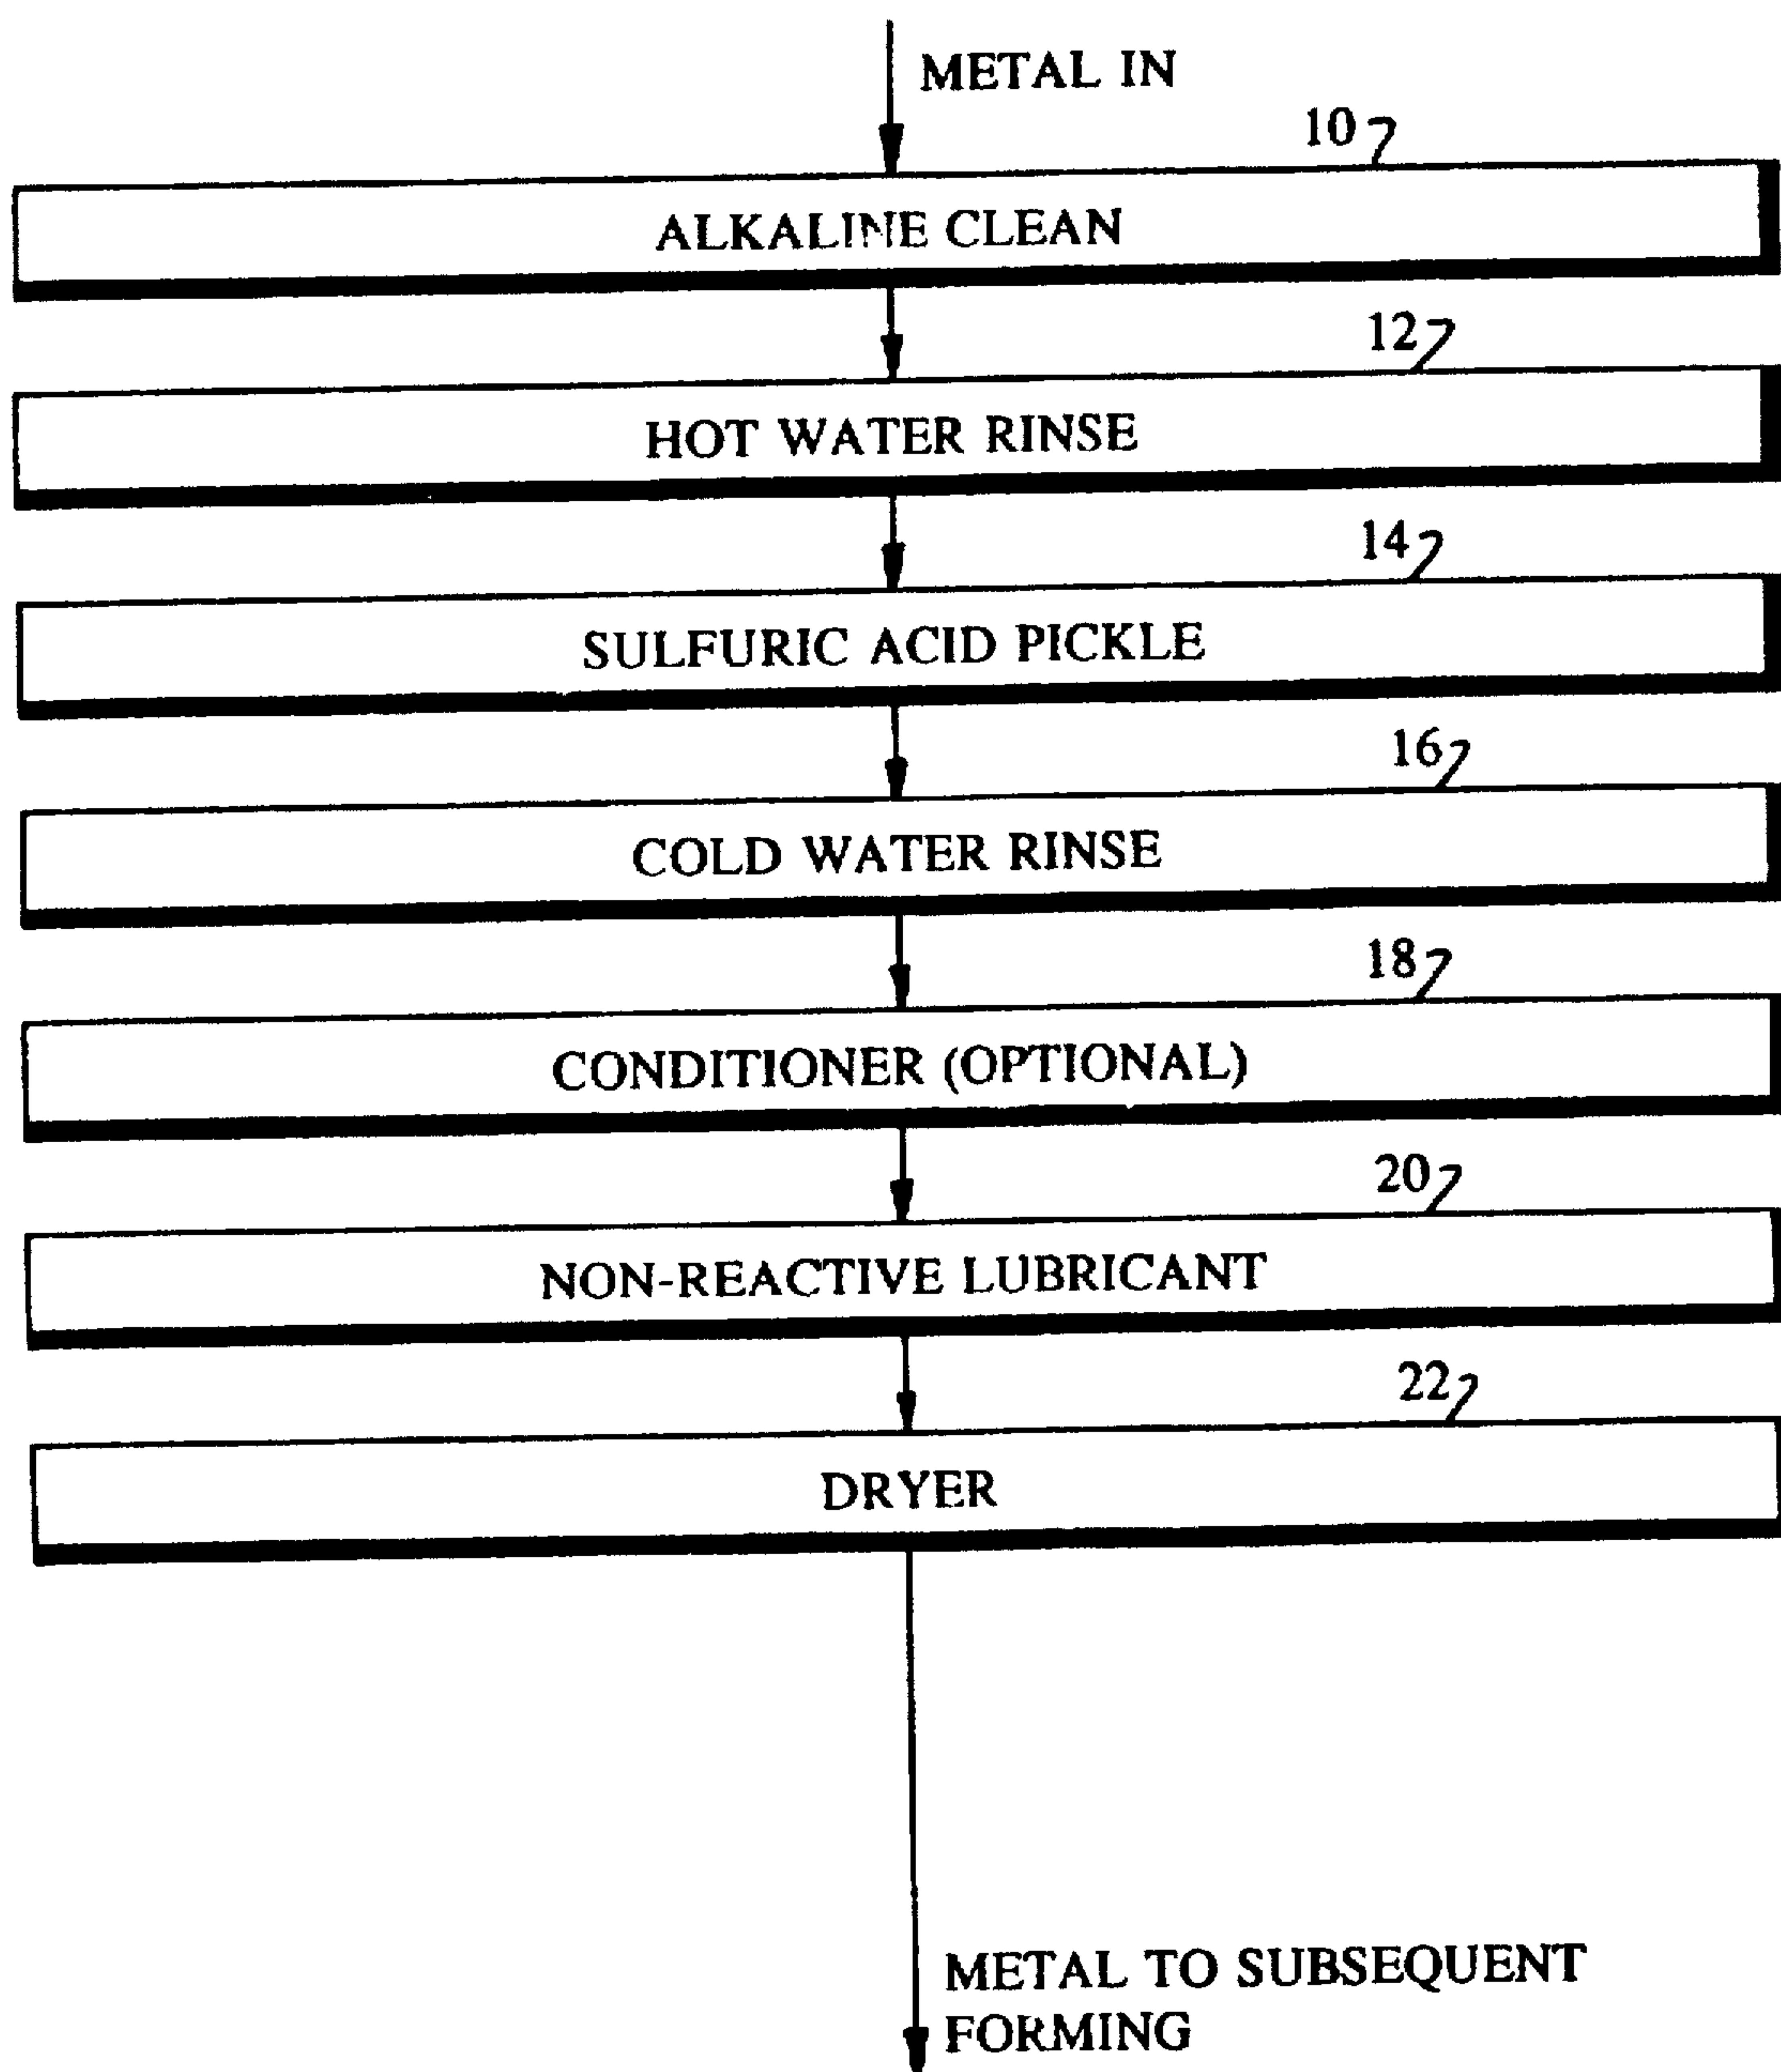 METAL IN
10
ALKALINE CLEAN
12
HOT WATER RINSE
14
SULFURIC ACID PICKLE
16
COLD WATER RINSE
18
CONDITIONER (OPTIONAL)
20
NON-REACTIVE LUBRICANT
22
DRYER
METAL TO SUBSEQUENT
FORMING